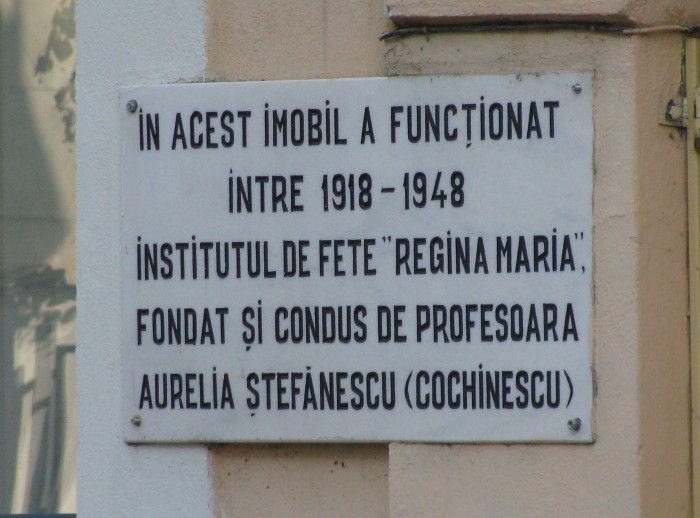 ÎN ACEST IMOBIL A FUNCȚIONAT
ÎNTRE 1918 - 1948
INSTITUTUL DE FETE "REGINA MARIA",
FONDAT ȘI CONDUS DE PROFESOARA
AURELIA ȘTEFĂNESCU (COCHINESCU)